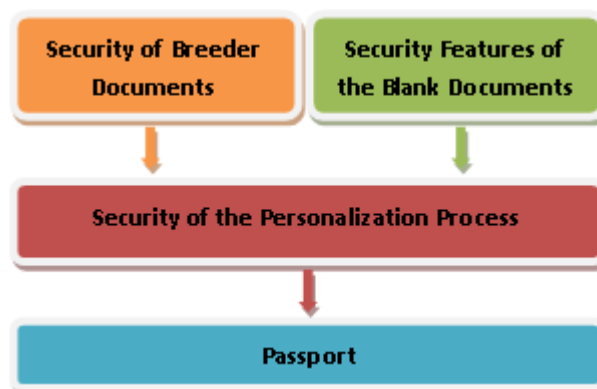 Security of Breeder
Documents
Security Features of
the Blank Documents
Security of the Personalization Process
Passport